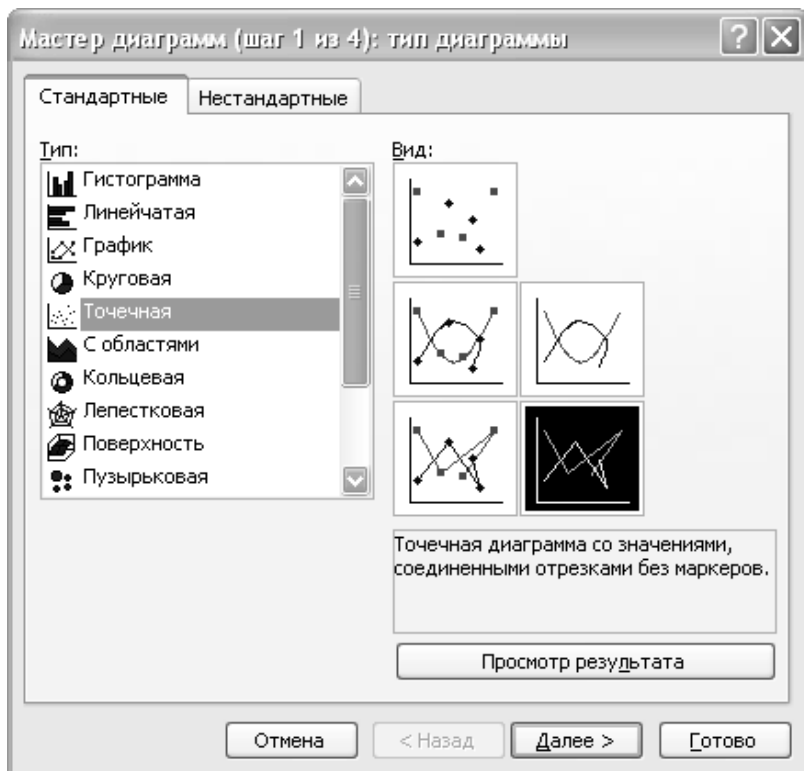 Мастер диаграмм (шаг 1 из 4): тип диаграммы
Стандартные
Нестандартные
Тип:
Гистограмма
Линейчатая
График
Круговая
Точечная
С областями
Кольцевая
Лепестковая
Поверхность
Пузырьковая
Вид:
Точечная диаграмма со значениями,
соединенными отрезками без маркеров.
Просмотр результата
Отмена
< Назад
Далее >
Готово